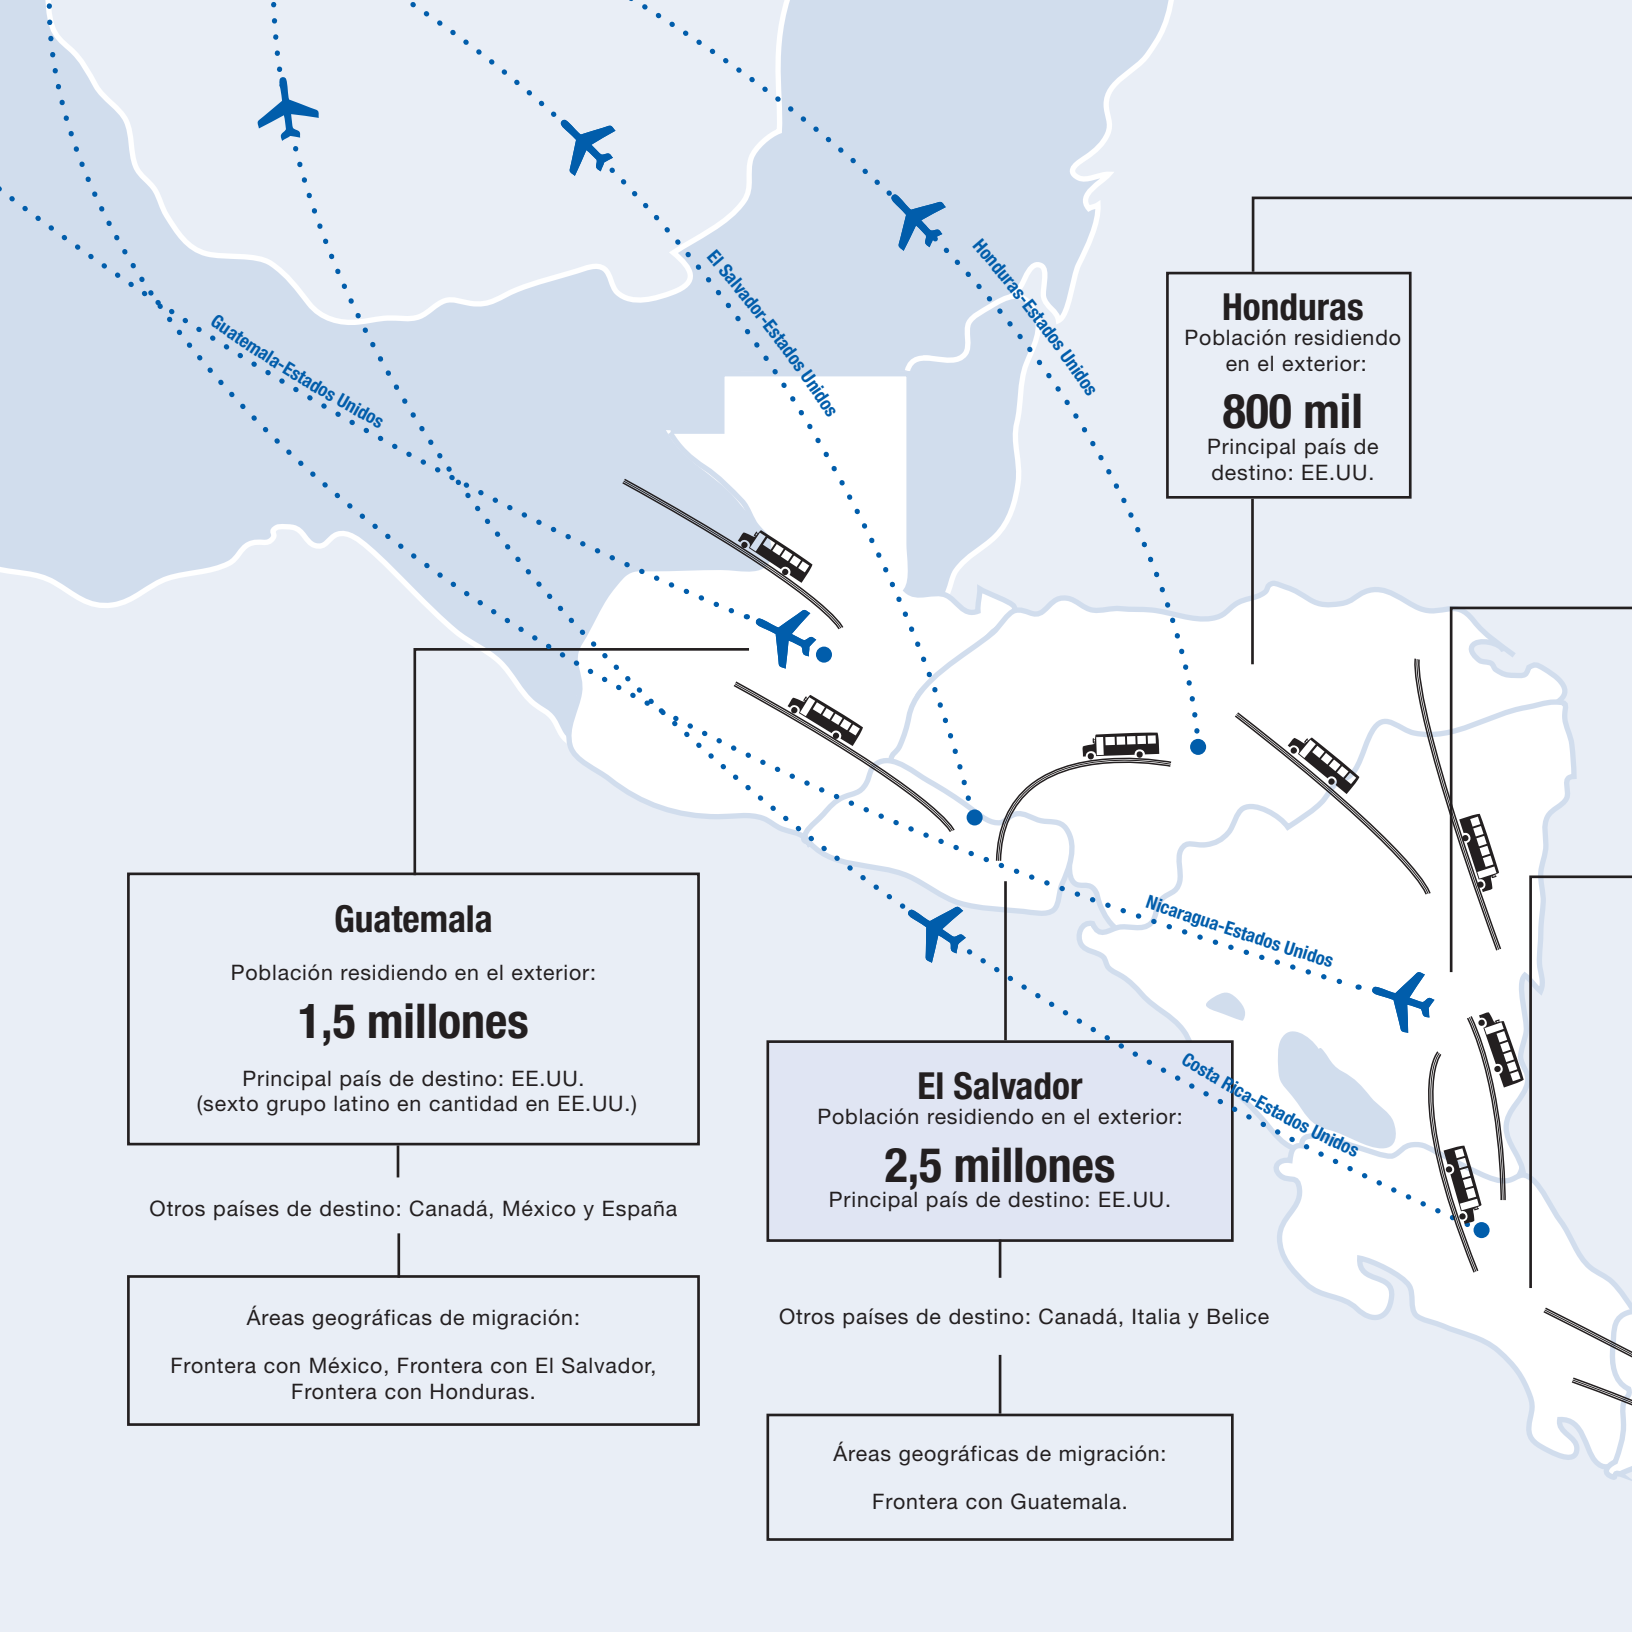 Guatemala-Estados Unidos
El Salvador-Estados Unidos
Honduras-Estados Unidos
Honduras
Población residiendo
en el exterior:
800 mil
Principal país de
destino: EE.UU.
Nicaragua-Estados Unidos
Costa Rica-Estados Unidos
Guatemala
Población residiendo en el exterior:
1,5 millones
Principal país de destino: EE.UU.
(sexto grupo latino en cantidad en EE.UU.)
Otros países de destino: Canadá, México y España
Áreas geográficas de migración:
Frontera con México, Frontera con El Salvador,
Frontera con Honduras.
El Salvador
Población residiendo en el exterior:
2,5 millones
Principal país de destino: EE.UU.
Otros países de destino: Canadá, Italia y Belice
Áreas geográficas de migración:
Frontera con Guatemala.